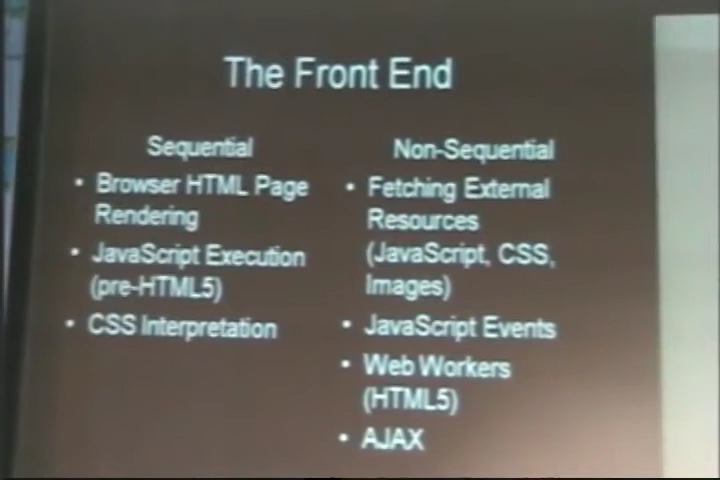 The Front End
Sequential
• Browser HTML Page
Rendering
• JavaScript Execution
(pre-HTML5)
• CSS Interpretation
Non-Sequential
• Fetching External
Resources
(JavaScript, CSS,
Images)
• JavaScript Events
• Web Workers
(HTML5)
• AJAX